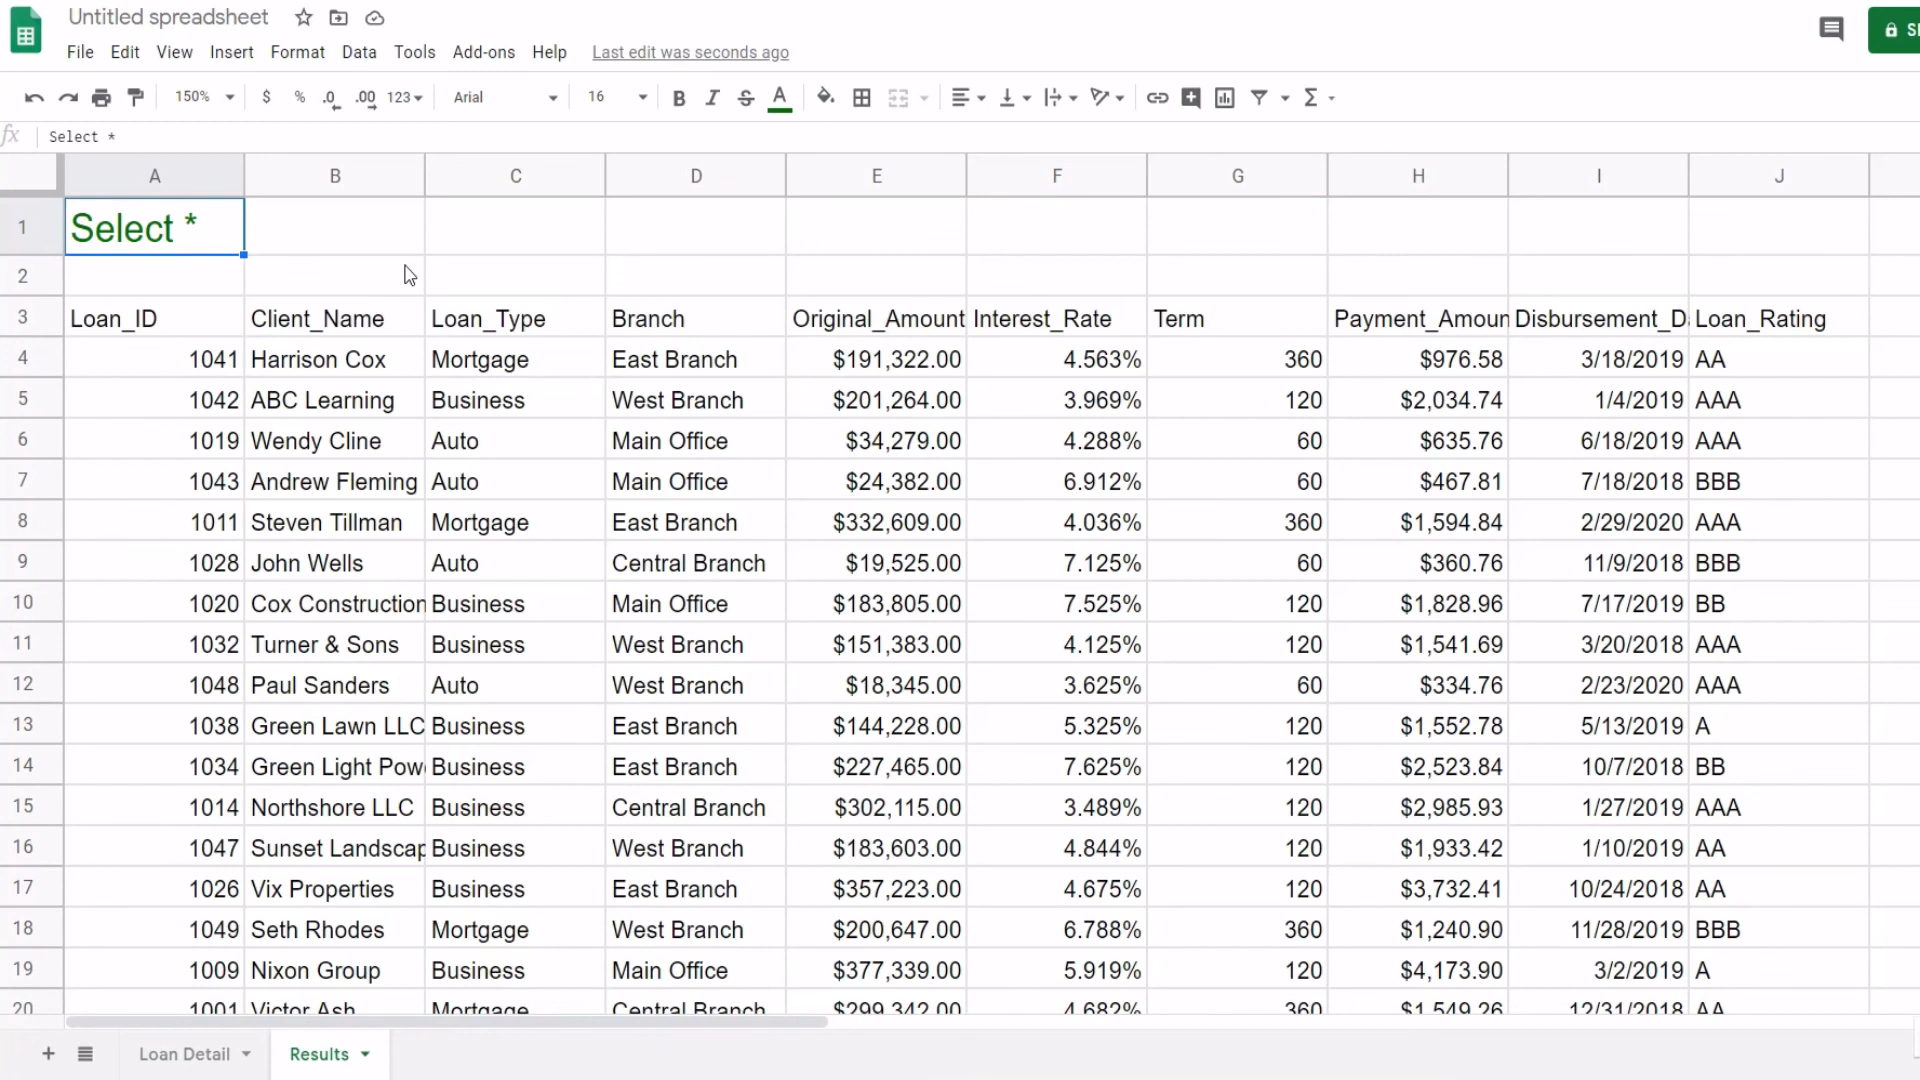 Untitled spreadsheet
File Edit View Insert Format Data Tools Add-ons Help Last edit was seconds ago
150% $ % .0 .00 123 Arial 16 B I S A Σ
fx Select *
A B C D E F G H I J
1 Select *
2
3 Loan_ID Client_Name Loan_Type Branch Original_Amount Interest_Rate Term Payment_Amoun Disbursement_D Loan_Rating
4 1041 Harrison Cox Mortgage East Branch $191,322.00 4.563% 360 $976.58 3/18/2019 AA
5 1042 ABC Learning Business West Branch $201,264.00 3.969% 120 $2,034.74 1/4/2019 AAA
6 1019 Wendy Cline Auto Main Office $34,279.00 4.288% 60 $635.76 6/18/2019 AAA
7 1043 Andrew Fleming Auto Main Office $24,382.00 6.912% 60 $467.81 7/18/2018 BBB
8 1011 Steven Tillman Mortgage East Branch $332,609.00 4.036% 360 $1,594.84 2/29/2020 AAA
9 1028 John Wells Auto Central Branch $19,525.00 7.125% 60 $360.76 11/9/2018 BBB
10 1020 Cox Construction Business Main Office $183,805.00 7.525% 120 $1,828.96 7/17/2019 BB
11 1032 Turner & Sons Business West Branch $151,383.00 4.125% 120 $1,541.69 3/20/2018 AAA
12 1048 Paul Sanders Auto West Branch $18,345.00 3.625% 60 $334.76 2/23/2020 AAA
13 1038 Green Lawn LLC Business East Branch $144,228.00 5.325% 120 $1,552.78 5/13/2019 A
14 1034 Green Light Pow Business East Branch $227,465.00 7.625% 120 $2,523.84 10/7/2018 BB
15 1014 Northshore LLC Business Central Branch $302,115.00 3.489% 120 $2,985.93 1/27/2019 AAA
16 1047 Sunset Landscap Business West Branch $183,603.00 4.844% 120 $1,933.42 1/10/2019 AA
17 1026 Vix Properties Business East Branch $357,223.00 4.675% 120 $3,732.41 10/24/2018 AA
18 1049 Seth Rhodes Mortgage West Branch $200,647.00 6.788% 360 $1,240.90 11/28/2019 BBB
19 1009 Nixon Group Business Main Office $377,339.00 5.919% 120 $4,173.90 3/2/2019 A
20 1001 Victor Ash Mortgage Central Branch $299,342.00 4.682% 360 $1,549.26 12/31/2018 AA
Loan Detail Results